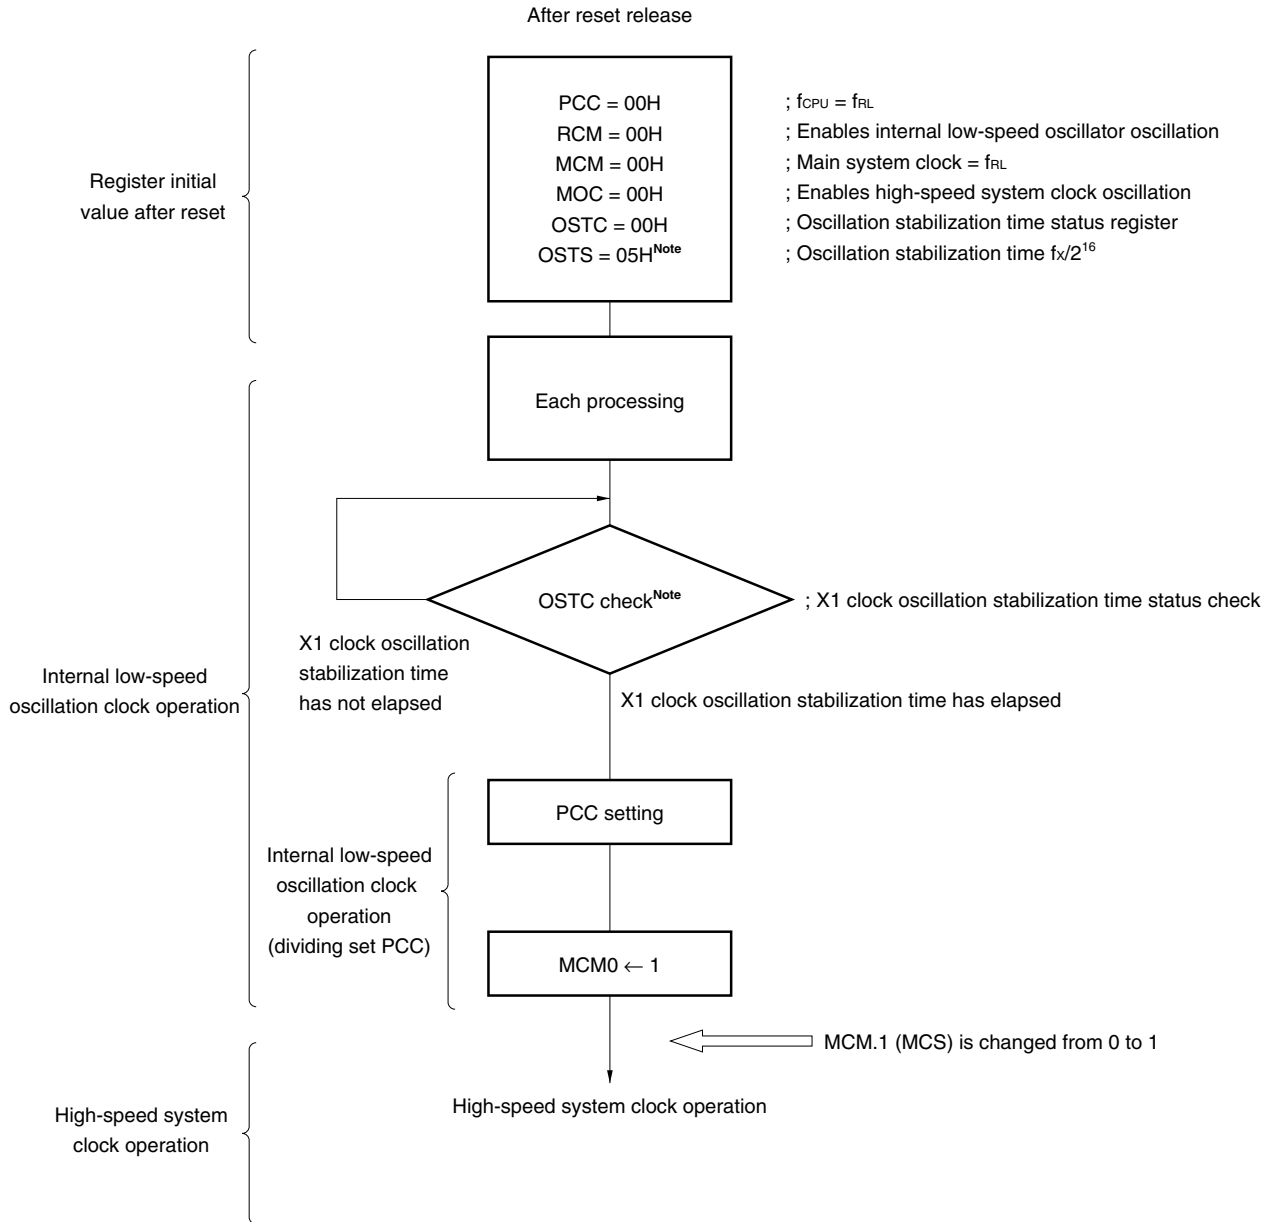 After reset release
Register initial
value after reset
PCC = 00H
RCM = 00H
MCM = 00H
MOC = 00H
OSTC = 00H
OSTS = 05HNote
; fCPU = fRL
; Enables internal low-speed oscillator oscillation
; Main system clock = fRL
; Enables high-speed system clock oscillation
; Oscillation stabilization time status register
; Oscillation stabilization time fx/2^16
Each processing
Internal low-speed
oscillation clock operation
OSTC checkNote
; X1 clock oscillation stabilization time status check
X1 clock oscillation
stabilization time
has not elapsed
X1 clock oscillation stabilization time has elapsed
Internal low-speed
oscillation clock
operation
(dividing set PCC)
PCC setting
MCM0 ← 1
MCM.1 (MCS) is changed from 0 to 1
High-speed system clock operation
High-speed system
clock operation